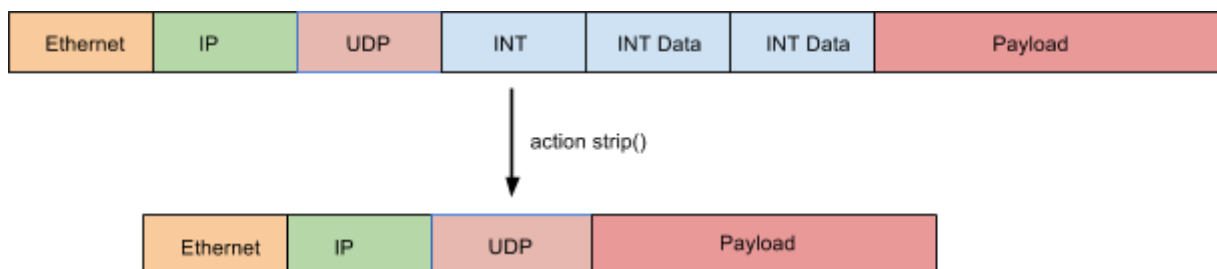 Ethernet IP UDP INT INT Data INT Data Payload
action strip()
Ethernet IP UDP Payload